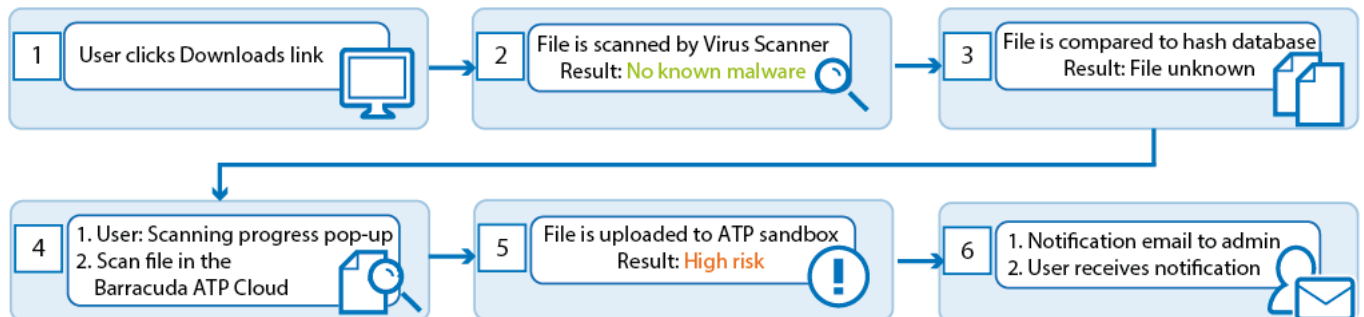 1
User clicks Downloads link
2
File is scanned by Virus Scanner
Result: No known malware
3
File is compared to hash database
Result: File unknown
4
1. User: Scanning progress pop-up
2. Scan file in the
Barracuda ATP Cloud
5
File is uploaded to ATP sandbox
Result: High risk
6
1. Notification email to admin
2. User receives notification